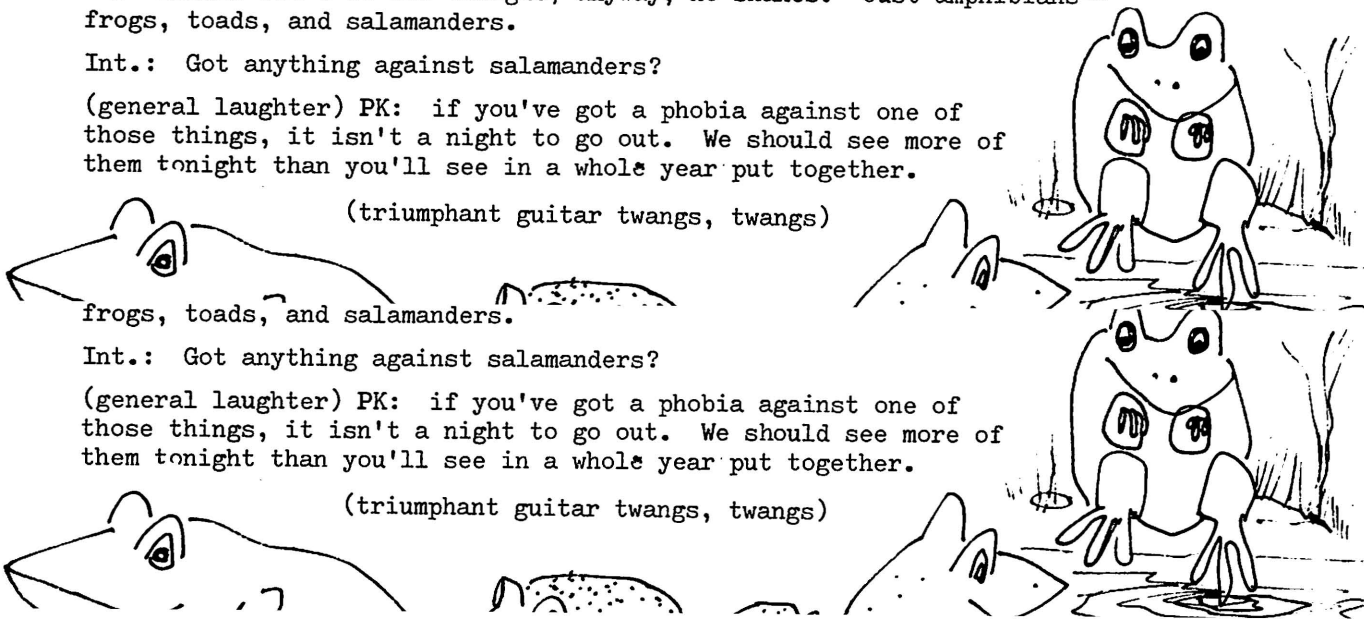 anyway, no snakes. Just amphibians—
frogs, toads, and salamanders.
Int.: Got anything against salamanders?
(general laughter) PK: if you've got a phobia against one of
those things, it isn't a night to go out. We should see more of
them tonight than you'll see in a whole year put together.
(triumphant guitar twangs, twangs)
frogs, toads, and salamanders.
Int.: Got anything against salamanders?
(general laughter) PK: if you've got a phobia against one of
those things, it isn't a night to go out. We should see more of
them tonight than you'll see in a whole year put together.
(triumphant guitar twangs, twangs)